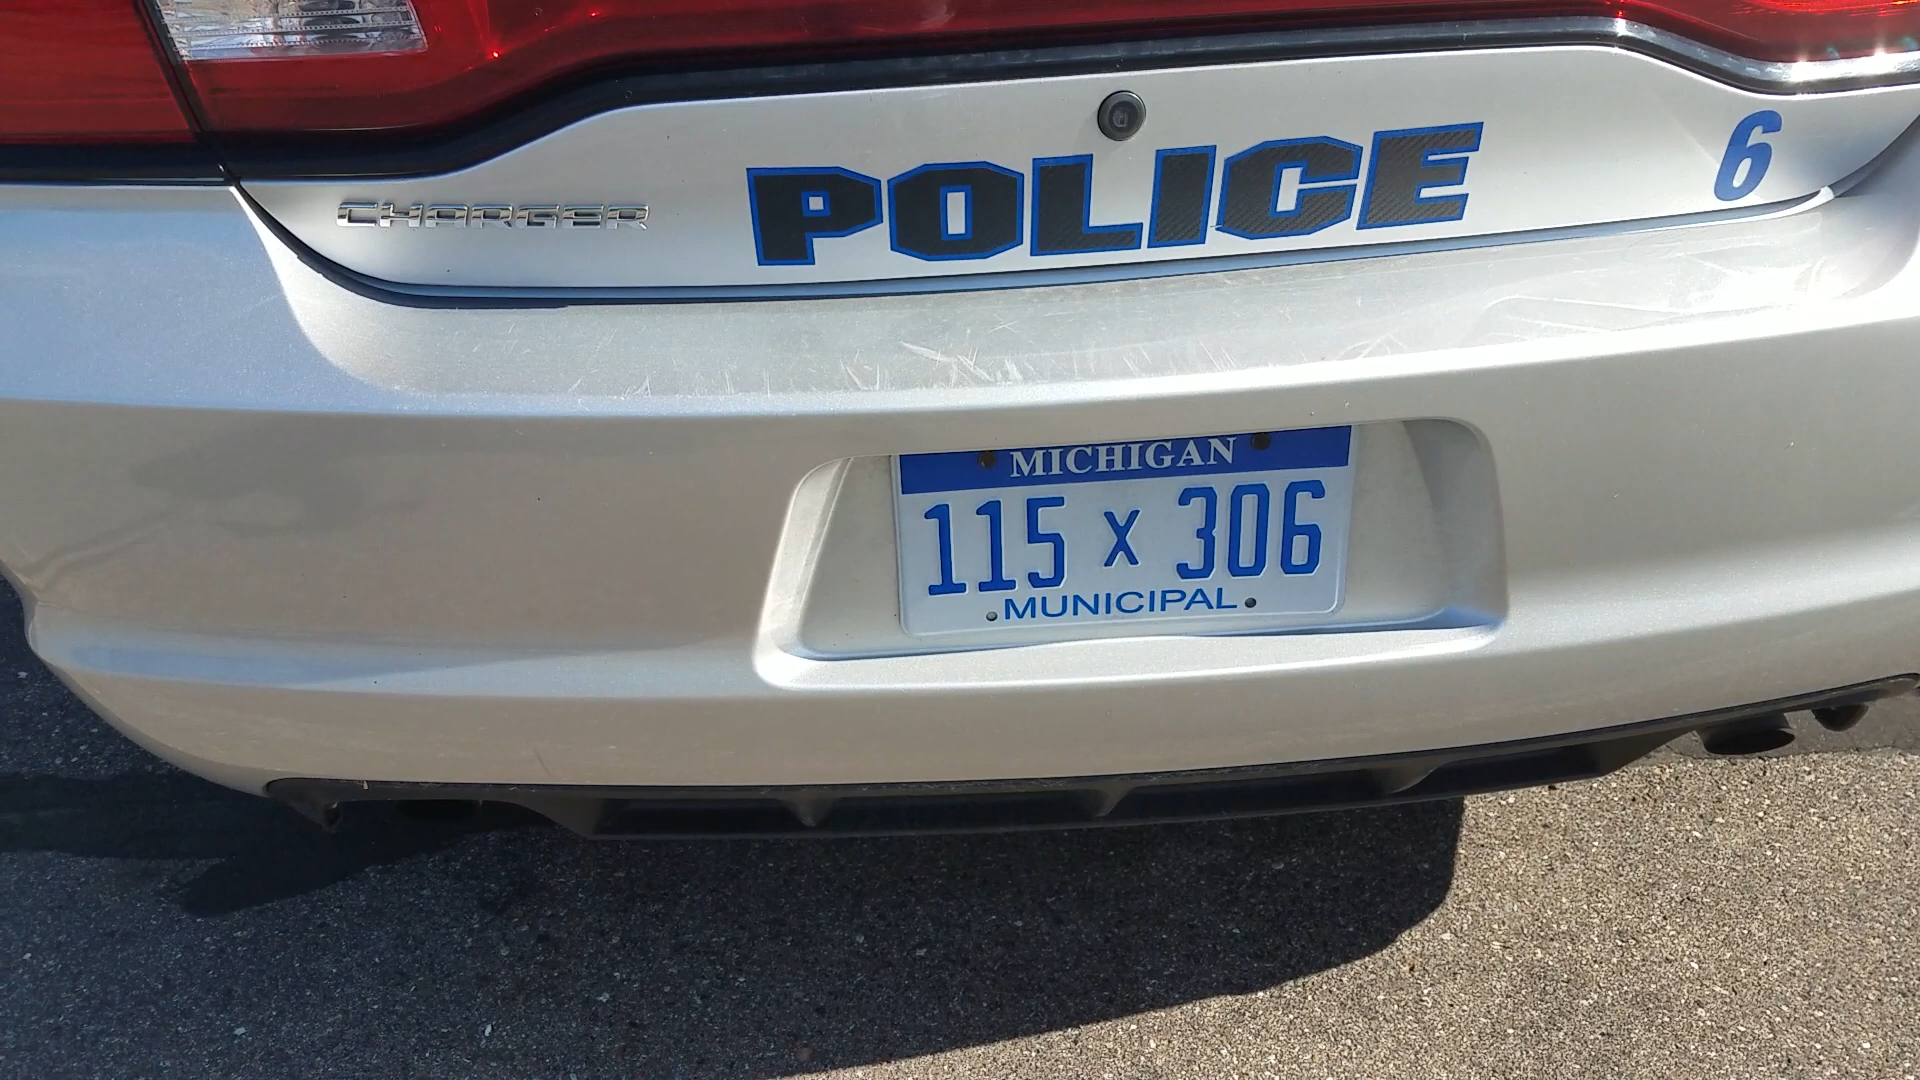 CHARGER
POLICE
6
MICHIGAN
115 X 306
MUNICIPAL